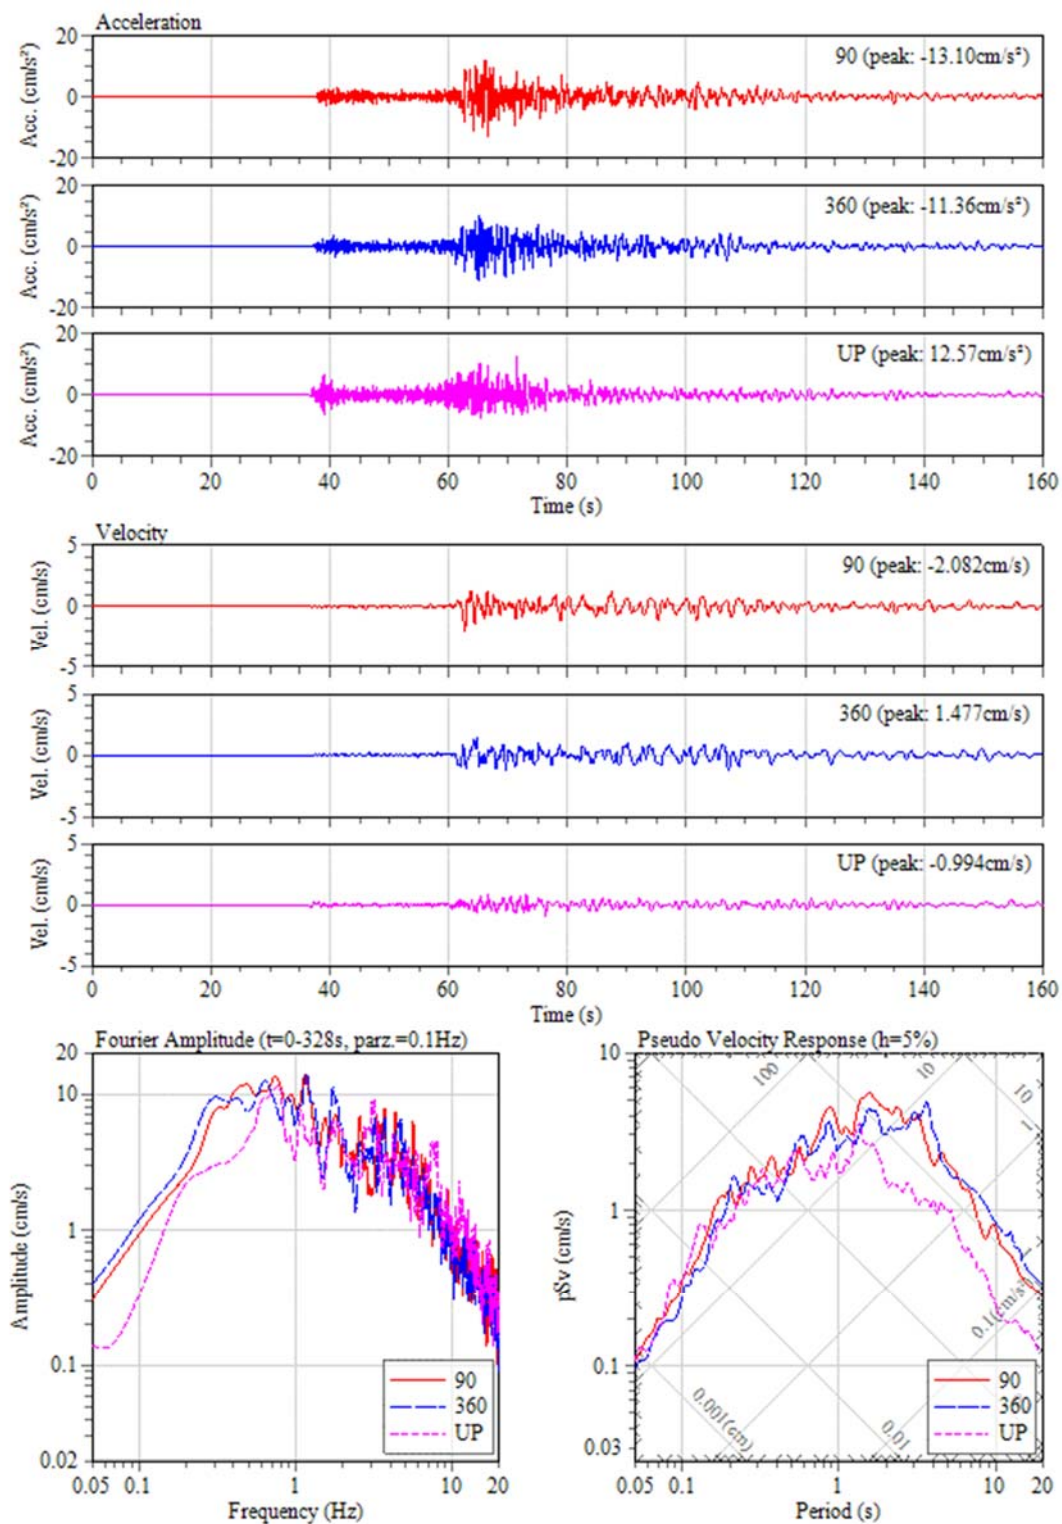 Acceleration
20
0
-20
Acc. (cm/s²)
90 (peak: -13.10cm/s²)
20
0
-20
Acc. (cm/s²)
360 (peak: -11.36cm/s²)
20
0
-20
Acc. (cm/s²)
UP (peak: 12.57cm/s²)
0 20 40 60 80 100 120 140 160
Time (s)
Velocity
5
0
-5
Vel. (cm/s)
90 (peak: -2.082cm/s)
5
0
-5
Vel. (cm/s)
360 (peak: 1.477cm/s)
5
0
-5
Vel. (cm/s)
UP (peak: -0.994cm/s)
0 20 40 60 80 100 120 140 160
Time (s)
Fourier Amplitude (t=0-328s, parz.=0.1Hz)
20
10
1
0.1
0.02
Amplitude (cm/s)
90
360
UP
0.05 0.1 1 10 20
Frequency (Hz)
Pseudo Velocity Response (h=5%)
10
1
0.1
0.03
pSv (cm/s)
100
10
10
1
1
0.1(cm/s²)
0.001(cm)
0.01
90
360
UP
0.05 0.1 1 10 20
Period (s)